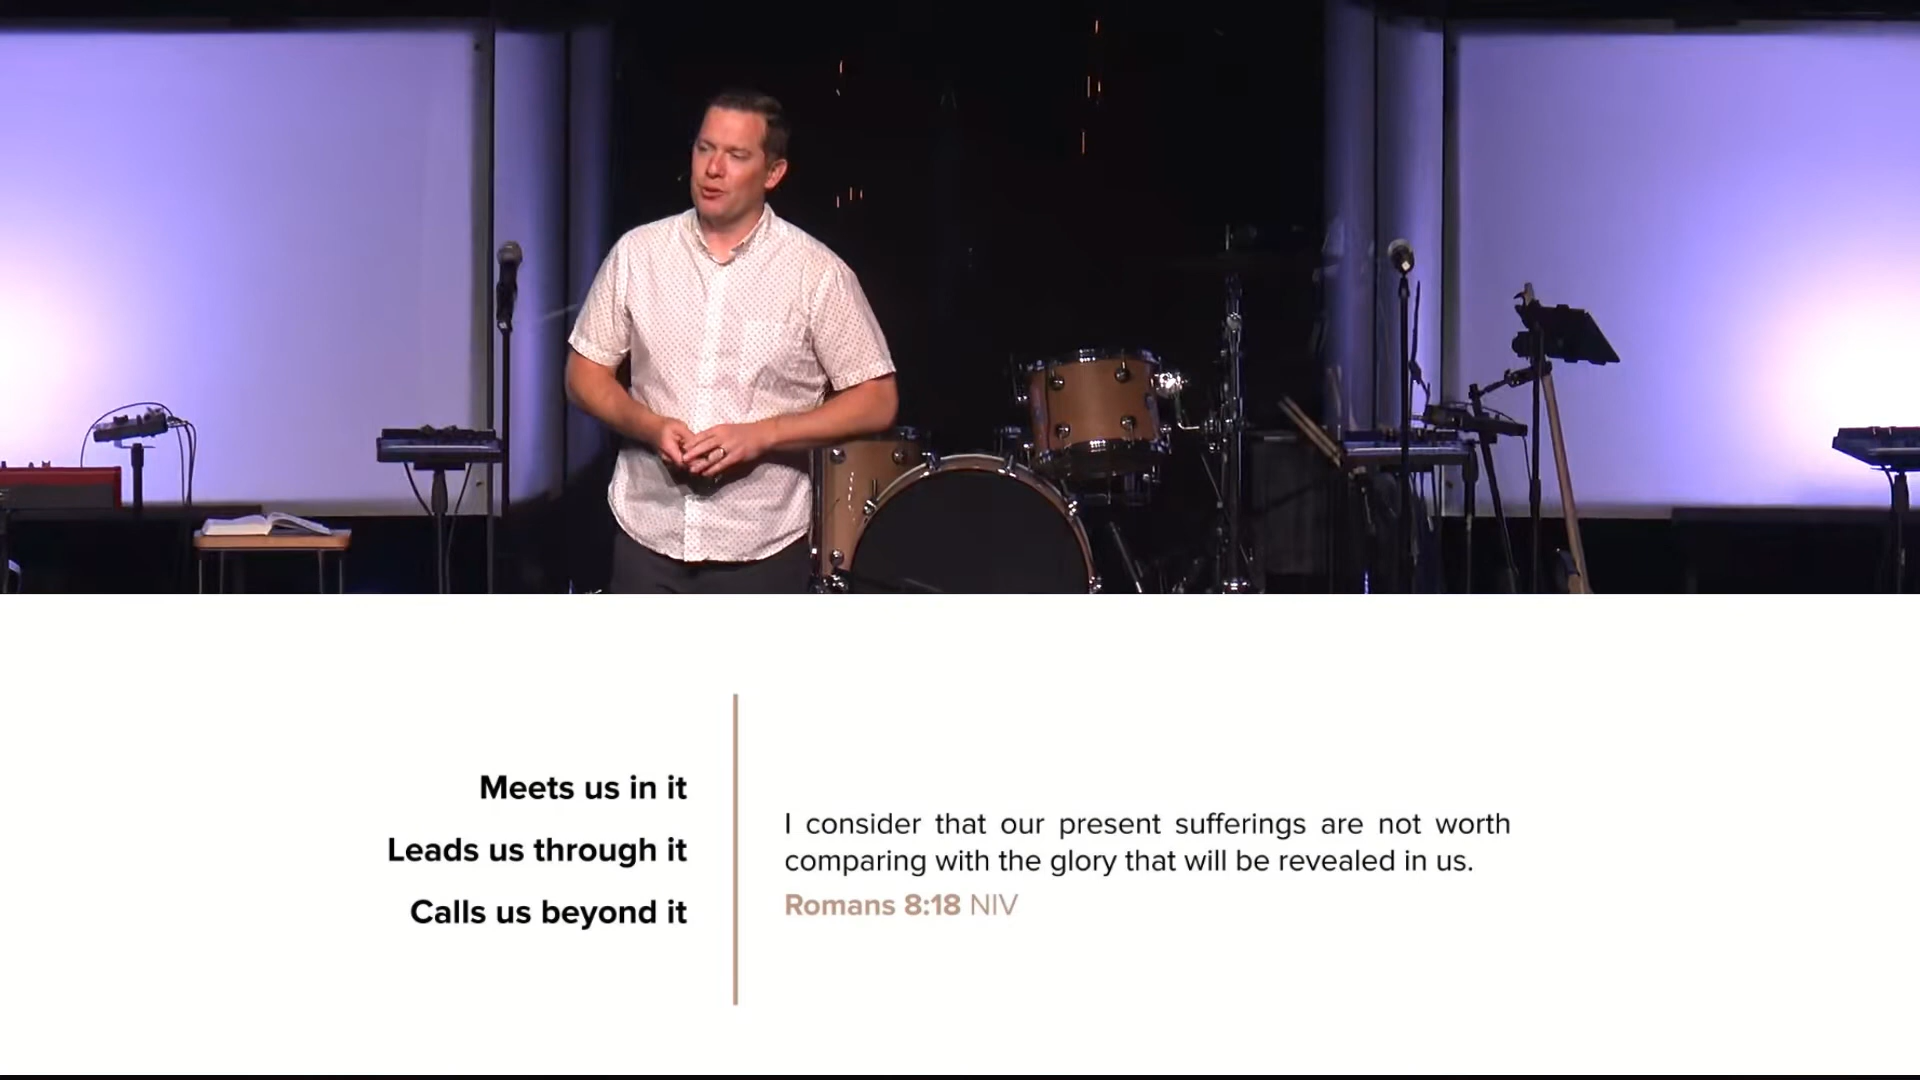 Meets us in it
Leads us through it
Calls us beyond it
I consider that our present sufferings are not worth
comparing with the glory that will be revealed in us.
Romans 8:18 NIV